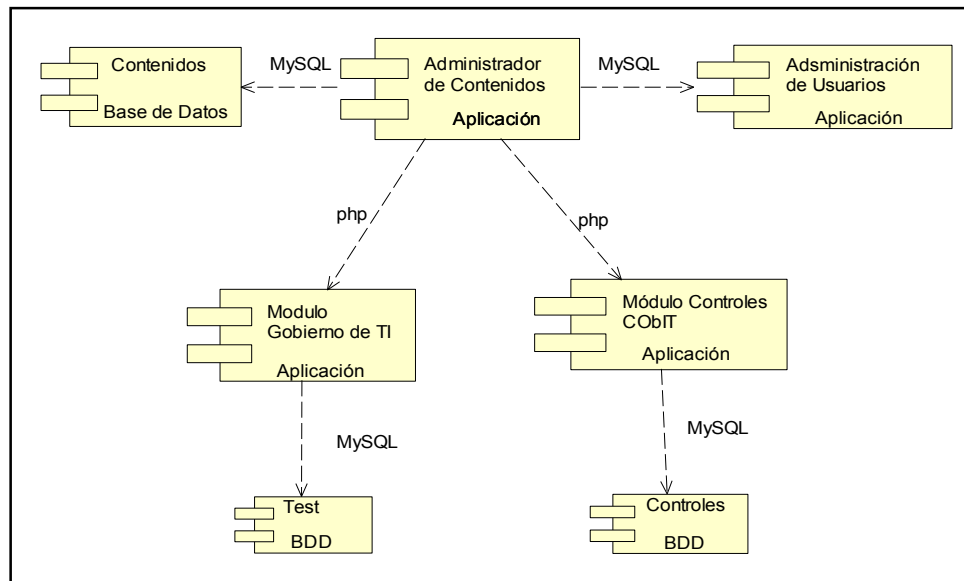 Contenidos
Base de Datos
MySQL
Administrador
de Contenidos
Aplicación
MySQL
Adsministración
de Usuarios
Aplicación
php
php
Modulo
Gobierno de TI
Aplicación
Módulo Controles
CObIT
Aplicación
MySQL
MySQL
Test
BDD
Controles
BDD